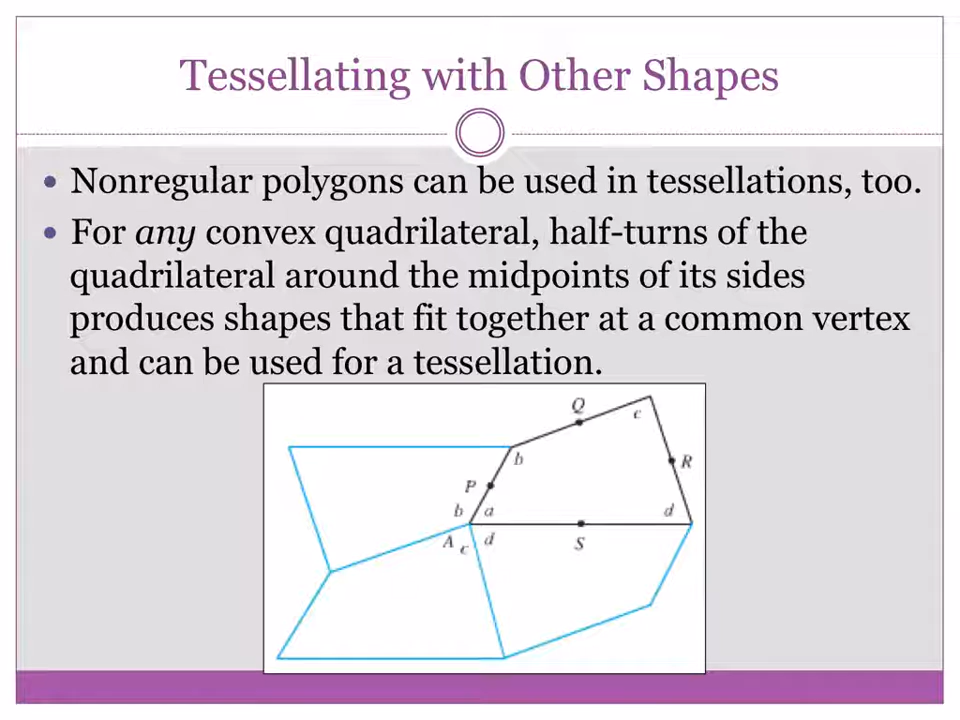 Tessellating with Other Shapes
• Nonregular polygons can be used in tessellations, too.
• For any convex quadrilateral, half-turns of the
quadrilateral around the midpoints of its sides
produces shapes that fit together at a common vertex
and can be used for a tessellation.
Q
c
b
R
P
b a d
A c d S